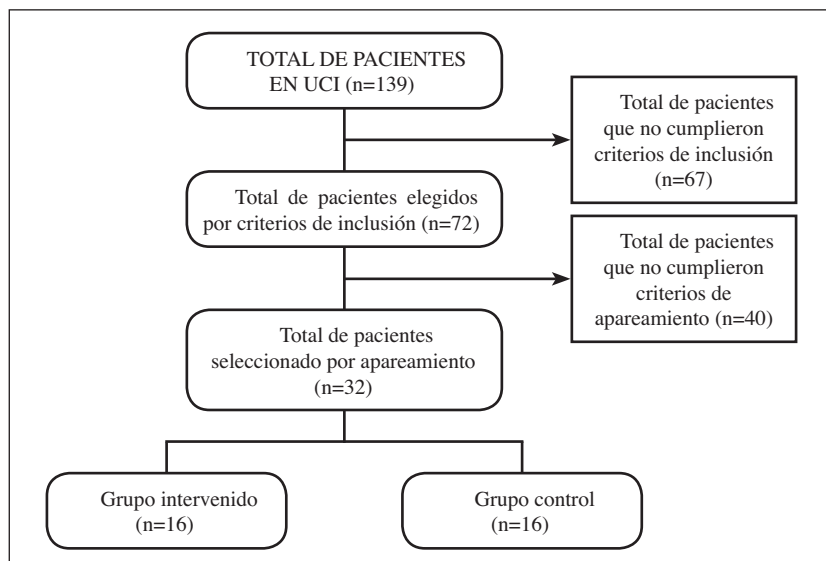 TOTAL DE PACIENTES
EN UCI (n=139)
Total de pacientes
que no cumplieron
criterios de inclusión
(n=67)
Total de pacientes elegidos
por criterios de inclusión (n=72)
Total de pacientes
que no cumplieron
criterios de
apareamiento (n=40)
Total de pacientes
seleccionado por apareamiento
(n=32)
Grupo intervenido
(n=16)
Grupo control
(n=16)